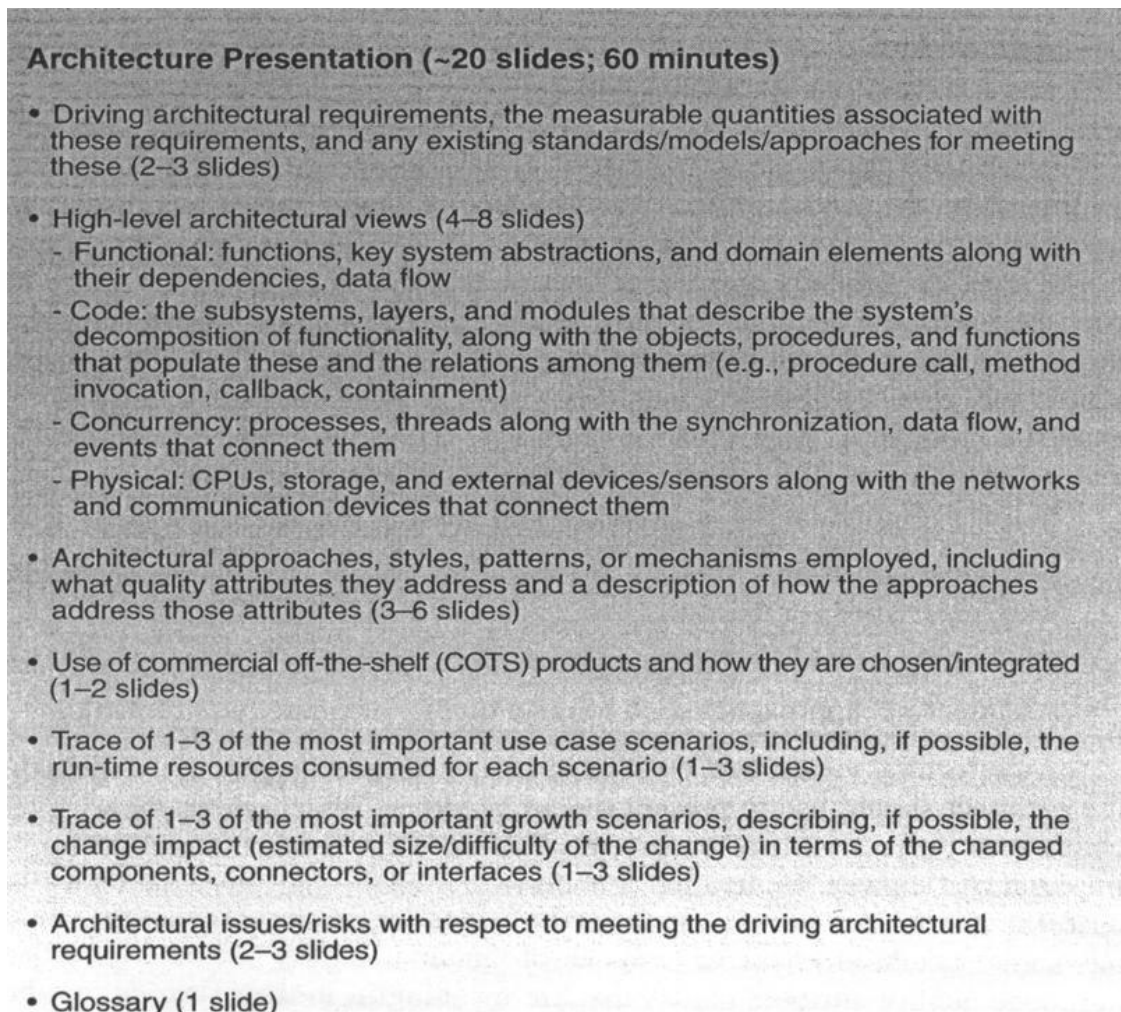 Architecture Presentation (~20 slides; 60 minutes)
• Driving architectural requirements, the measurable quantities associated with
these requirements, and any existing standards/models/approaches for meeting
these (2–3 slides)
• High-level architectural views (4–8 slides)
- Functional: functions, key system abstractions, and domain elements along with
their dependencies, data flow
- Code: the subsystems, layers, and modules that describe the system's
decomposition of functionality, along with the objects, procedures, and functions
that populate these and the relations among them (e.g., procedure call, method
invocation, callback, containment)
- Concurrency: processes, threads along with the synchronization, data flow, and
events that connect them
- Physical: CPUs, storage, and external devices/sensors along with the networks
and communication devices that connect them
• Architectural approaches, styles, patterns, or mechanisms employed, including
what quality attributes they address and a description of how the approaches
address those attributes (3–6 slides)
• Use of commercial off-the-shelf (COTS) products and how they are chosen/integrated
(1–2 slides)
• Trace of 1–3 of the most important use case scenarios, including, if possible, the
run-time resources consumed for each scenario (1–3 slides)
• Trace of 1–3 of the most important growth scenarios, describing, if possible, the
change impact (estimated size/difficulty of the change) in terms of the changed
components, connectors, or interfaces (1–3 slides)
• Architectural issues/risks with respect to meeting the driving architectural
requirements (2–3 slides)
• Glossary (1 slide)